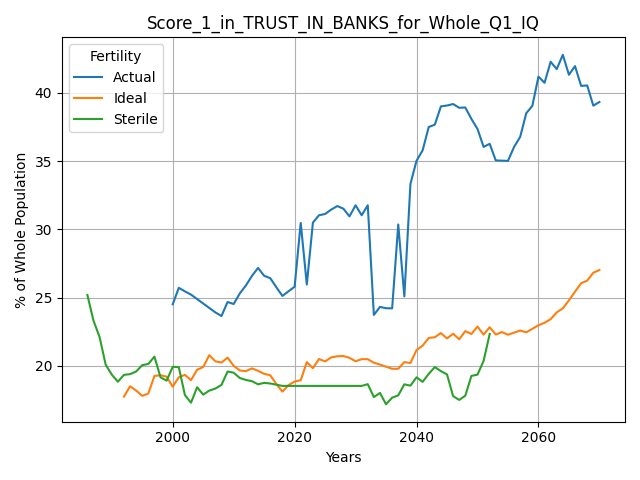 Score_1_in_TRUST_IN_BANKS_for_Whole_Q1_IQ
Fertility
Actual
Ideal
Sterile
% of Whole Population
40
35
30
25
20
2000
2020
2040
2060
Years